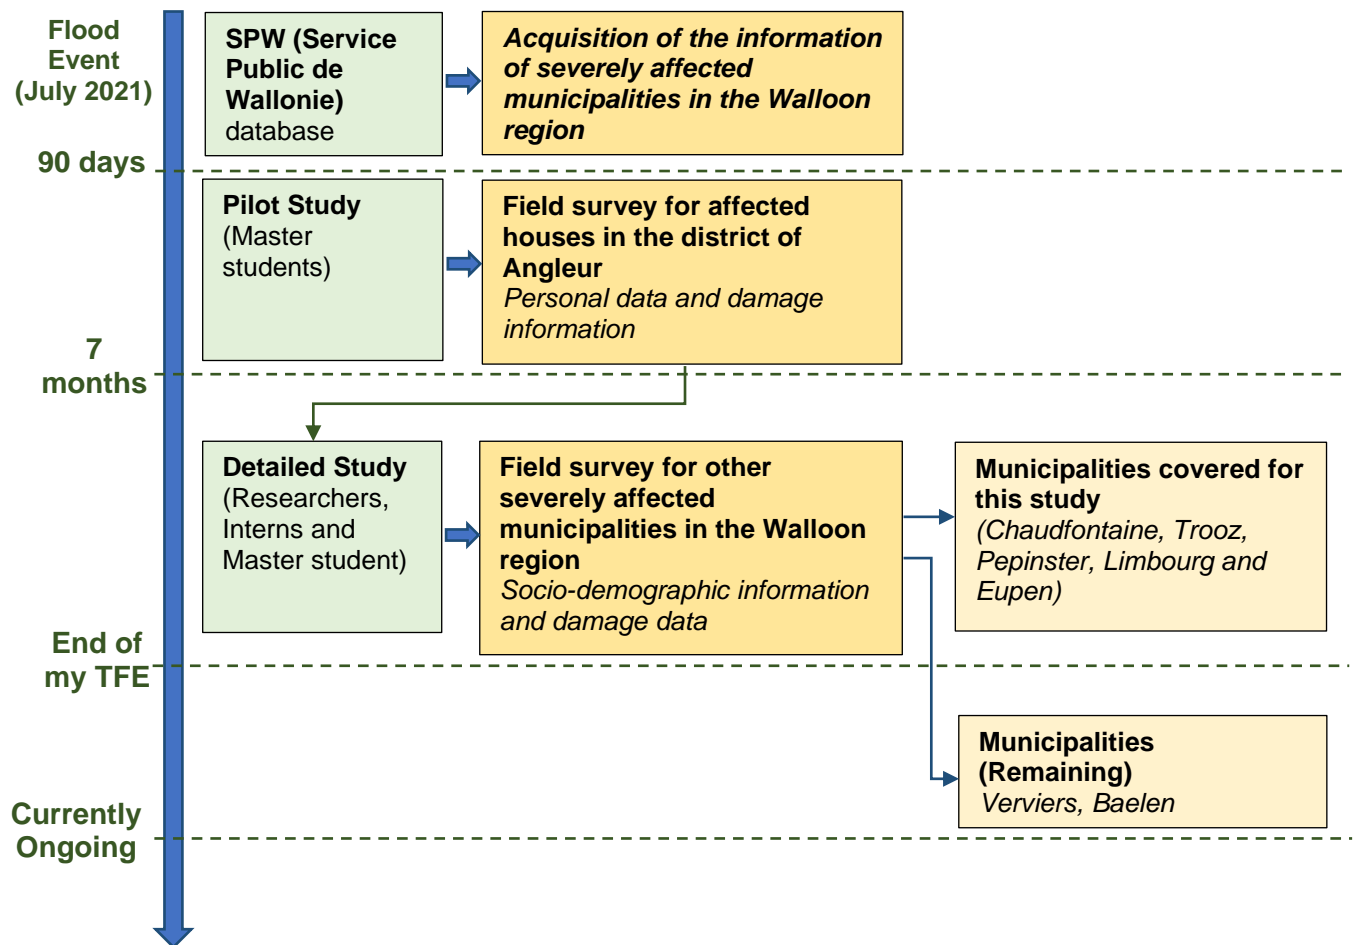 Flood
Event
(July 2021)
SPW (Service
Public de
Wallonie)
database
Acquisition of the information
of severely affected
municipalities in the Walloon
region
90 days
Pilot Study
(Master
students)
Field survey for affected
houses in the district of
Angleur
Personal data and damage
information
7
months
Detailed Study
(Researchers,
Interns and
Master student)
Field survey for other
severely affected
municipalities in the Walloon
region
Socio-demographic information
and damage data
Municipalities covered for
this study
(Chaudfontaine, Trooz,
Pepinster, Limbourg and
Eupen)
End of
my TFE
Municipalities
(Remaining)
Verviers, Baelen
Currently
Ongoing